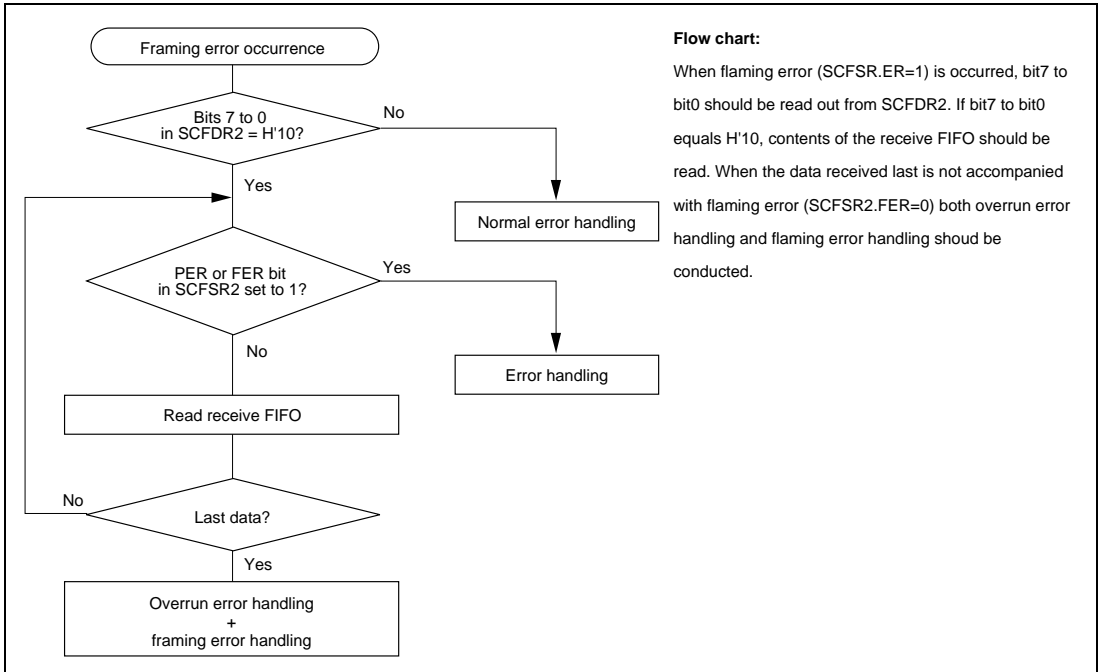 Framing error occurrence
Bits 7 to 0
in SCFDR2 = H'10?
No
Yes
Normal error handling
PER or FER bit
in SCFSR2 set to 1?
Yes
No
Error handling
Read receive FIFO
No
Last data?
Yes
Overrun error handling
+
framing error handling
Flow chart:
When flaming error (SCFSR.ER=1) is occurred, bit7 to
bit0 should be read out from SCFDR2. If bit7 to bit0
equals H'10, contents of the receive FIFO should be
read. When the data received last is not accompanied
with flaming error (SCFSR2.FER=0) both overrun error
handling and flaming error handling shoud be
conducted.